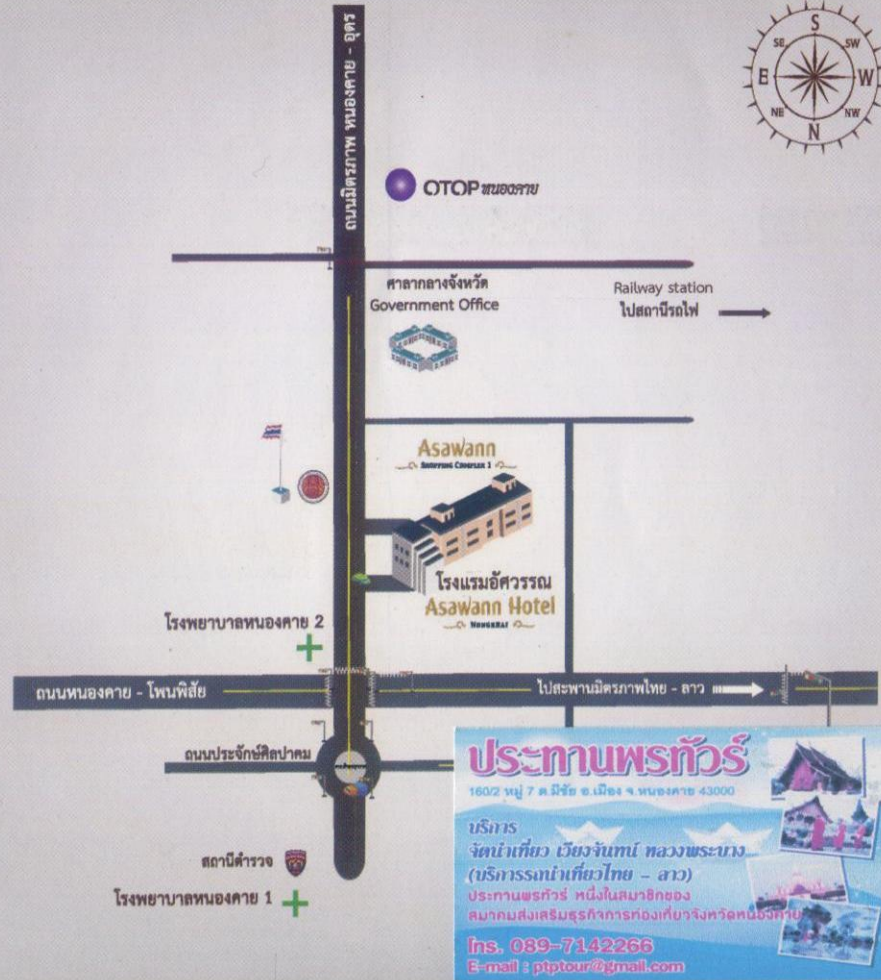 S
SE
SW
E
W
NE
NW
N
ถนนมิตรภาพ หนองคาย - อุดร
OTOP หนองคาย
ศาลากลางจังหวัด
Government Office
Railway station
ไปสถานีรถไฟ
Asawann
SHOPPING COMPLEX 2
โรงแรมอัศวรรณ
Asawann Hotel
NONGKHAI
โรงพยาบาลหนองคาย 2
ถนนหนองคาย - โพนพิสัย
ไปสะพานมิตรภาพไทย - ลาว
ถนนประจักษ์ศิลปาคม
สถานีตำรวจ
โรงพยาบาลหนองคาย 1
ประทานพรทัวร์
160/2 หมู่ 7 ต.มีชัย อ.เมือง จ.หนองคาย 43000
บริการ
จัดนำเที่ยว เวียงจันทน์ หลวงพระบาง
(บริการรถนำเที่ยวไทย - ลาว)
ประทานพรทัวร์ หนึ่งในสมาชิกของ
สมาคมส่งเสริมธุรกิจการท่องเที่ยวจังหวัดหนองคาย
โทร. 089-7142266
E-mail : ptptour@gmail.com